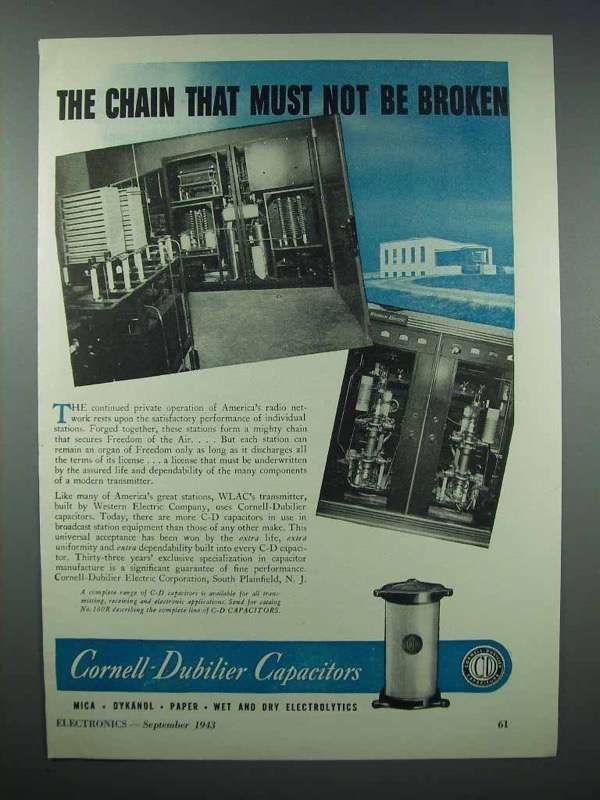 THE CHAIN THAT MUST NOT BE BROKEN
THE continued private operation of America's radio net-
work rests upon the satisfactory performance of individual
stations. Forged together, these stations form a mighty chain
that secures Freedom of the Air. . . . But each station can
remain an organ of Freedom only as long as it discharges all
the terms of its license . . . a license that must be underwritten
by the assured life and dependability of the many components
of a modern transmitter.
Like many of America's great stations, WLAC's transmitter,
built by Western Electric Company, uses Cornell-Dubilier
capacitors. Today, there are more C-D capacitors in use in
broadcast station equipment than those of any other make. This
universal acceptance has been won by the extra life, extra
uniformity and extra dependability built into every C-D capac-
itor. Thirty-three years' exclusive specialization in capacitor
manufacture is a significant guarantee of fine performance.
Cornell-Dubilier Electric Corporation, South Plainfield, N. J.
A complete range of C-D capacitors is available for all trans-
mitting, receiving and electronic applications. Send for catalog
No. 180R describing the complete line of C-D CAPACITORS.
Cornell-Dubilier Capacitors
CORNELL-DUBILIER
CD
CAPACITORS
MICA • DYKANOL • PAPER • WET AND DRY ELECTROLYTICS
ELECTRONICS — September 1943
61